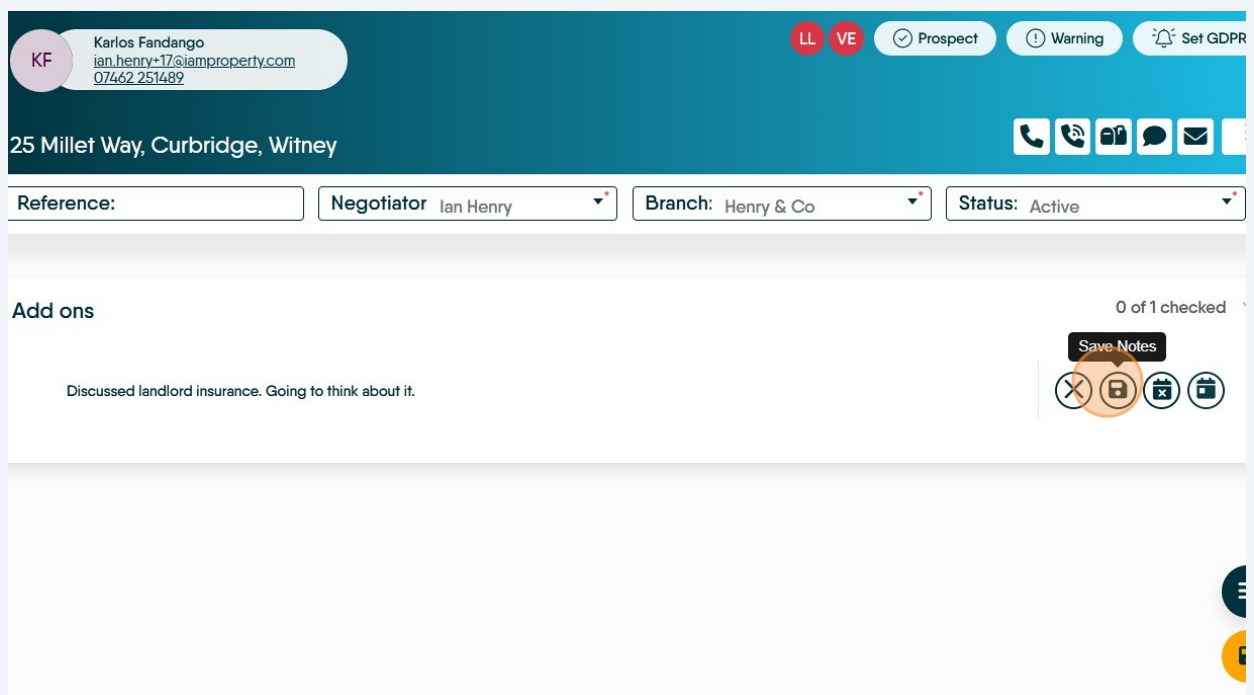 KF
Karlos Fandango
ian.henry+17@iamproperty.com
07462 251489
LL VE Prospect Warning Set GDPR
25 Millet Way, Curbridge, Witney
Reference: Negotiator Ian Henry * Branch: Henry & Co * Status: Active *
Add ons 0 of 1 checked
Save Notes
Discussed landlord insurance. Going to think about it.